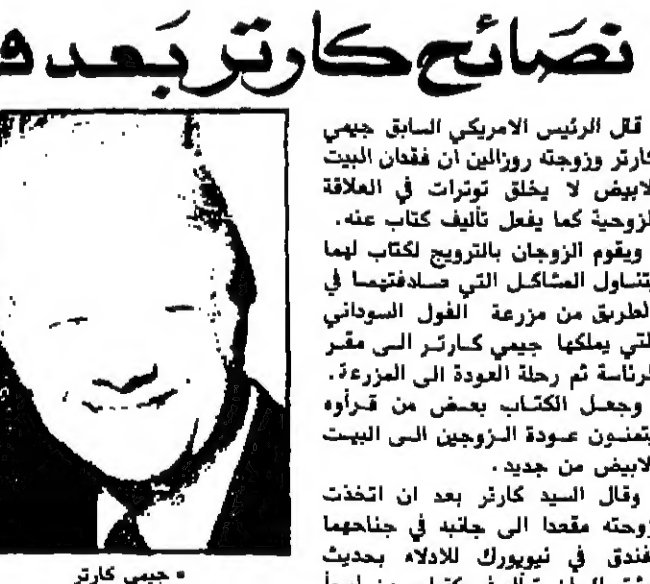 نصائح كارتر بعد
قال الرئيس الامريكي السابق جيمي
كارتر وزوجته روزالين ان فقدان البيت
الابيض لا يخلق توترات في العلاقة
الزوجية كما يفعل تأليف كتاب عنه .
ويقوم الزوجان بالترويج لكتاب لهما
يتناول المشاكل التي صادفتهما في
الطريق من مزرعة الفول السوداني
التي يملكها جيمي كارتر الى مقر
الرئاسة ثم رحلة العودة الى المزرعة .
وجعل الكتاب بعض من قرأوه
يتمنون عودة الزوجين الى البيت
الابيض من جديد .
وقال السيد كارتر بعد ان اتخذت
زوجته مقعدا الى جانبه في جناحهما
بفندق في نيويورك للادلاء بحديث
جيمي كارتر